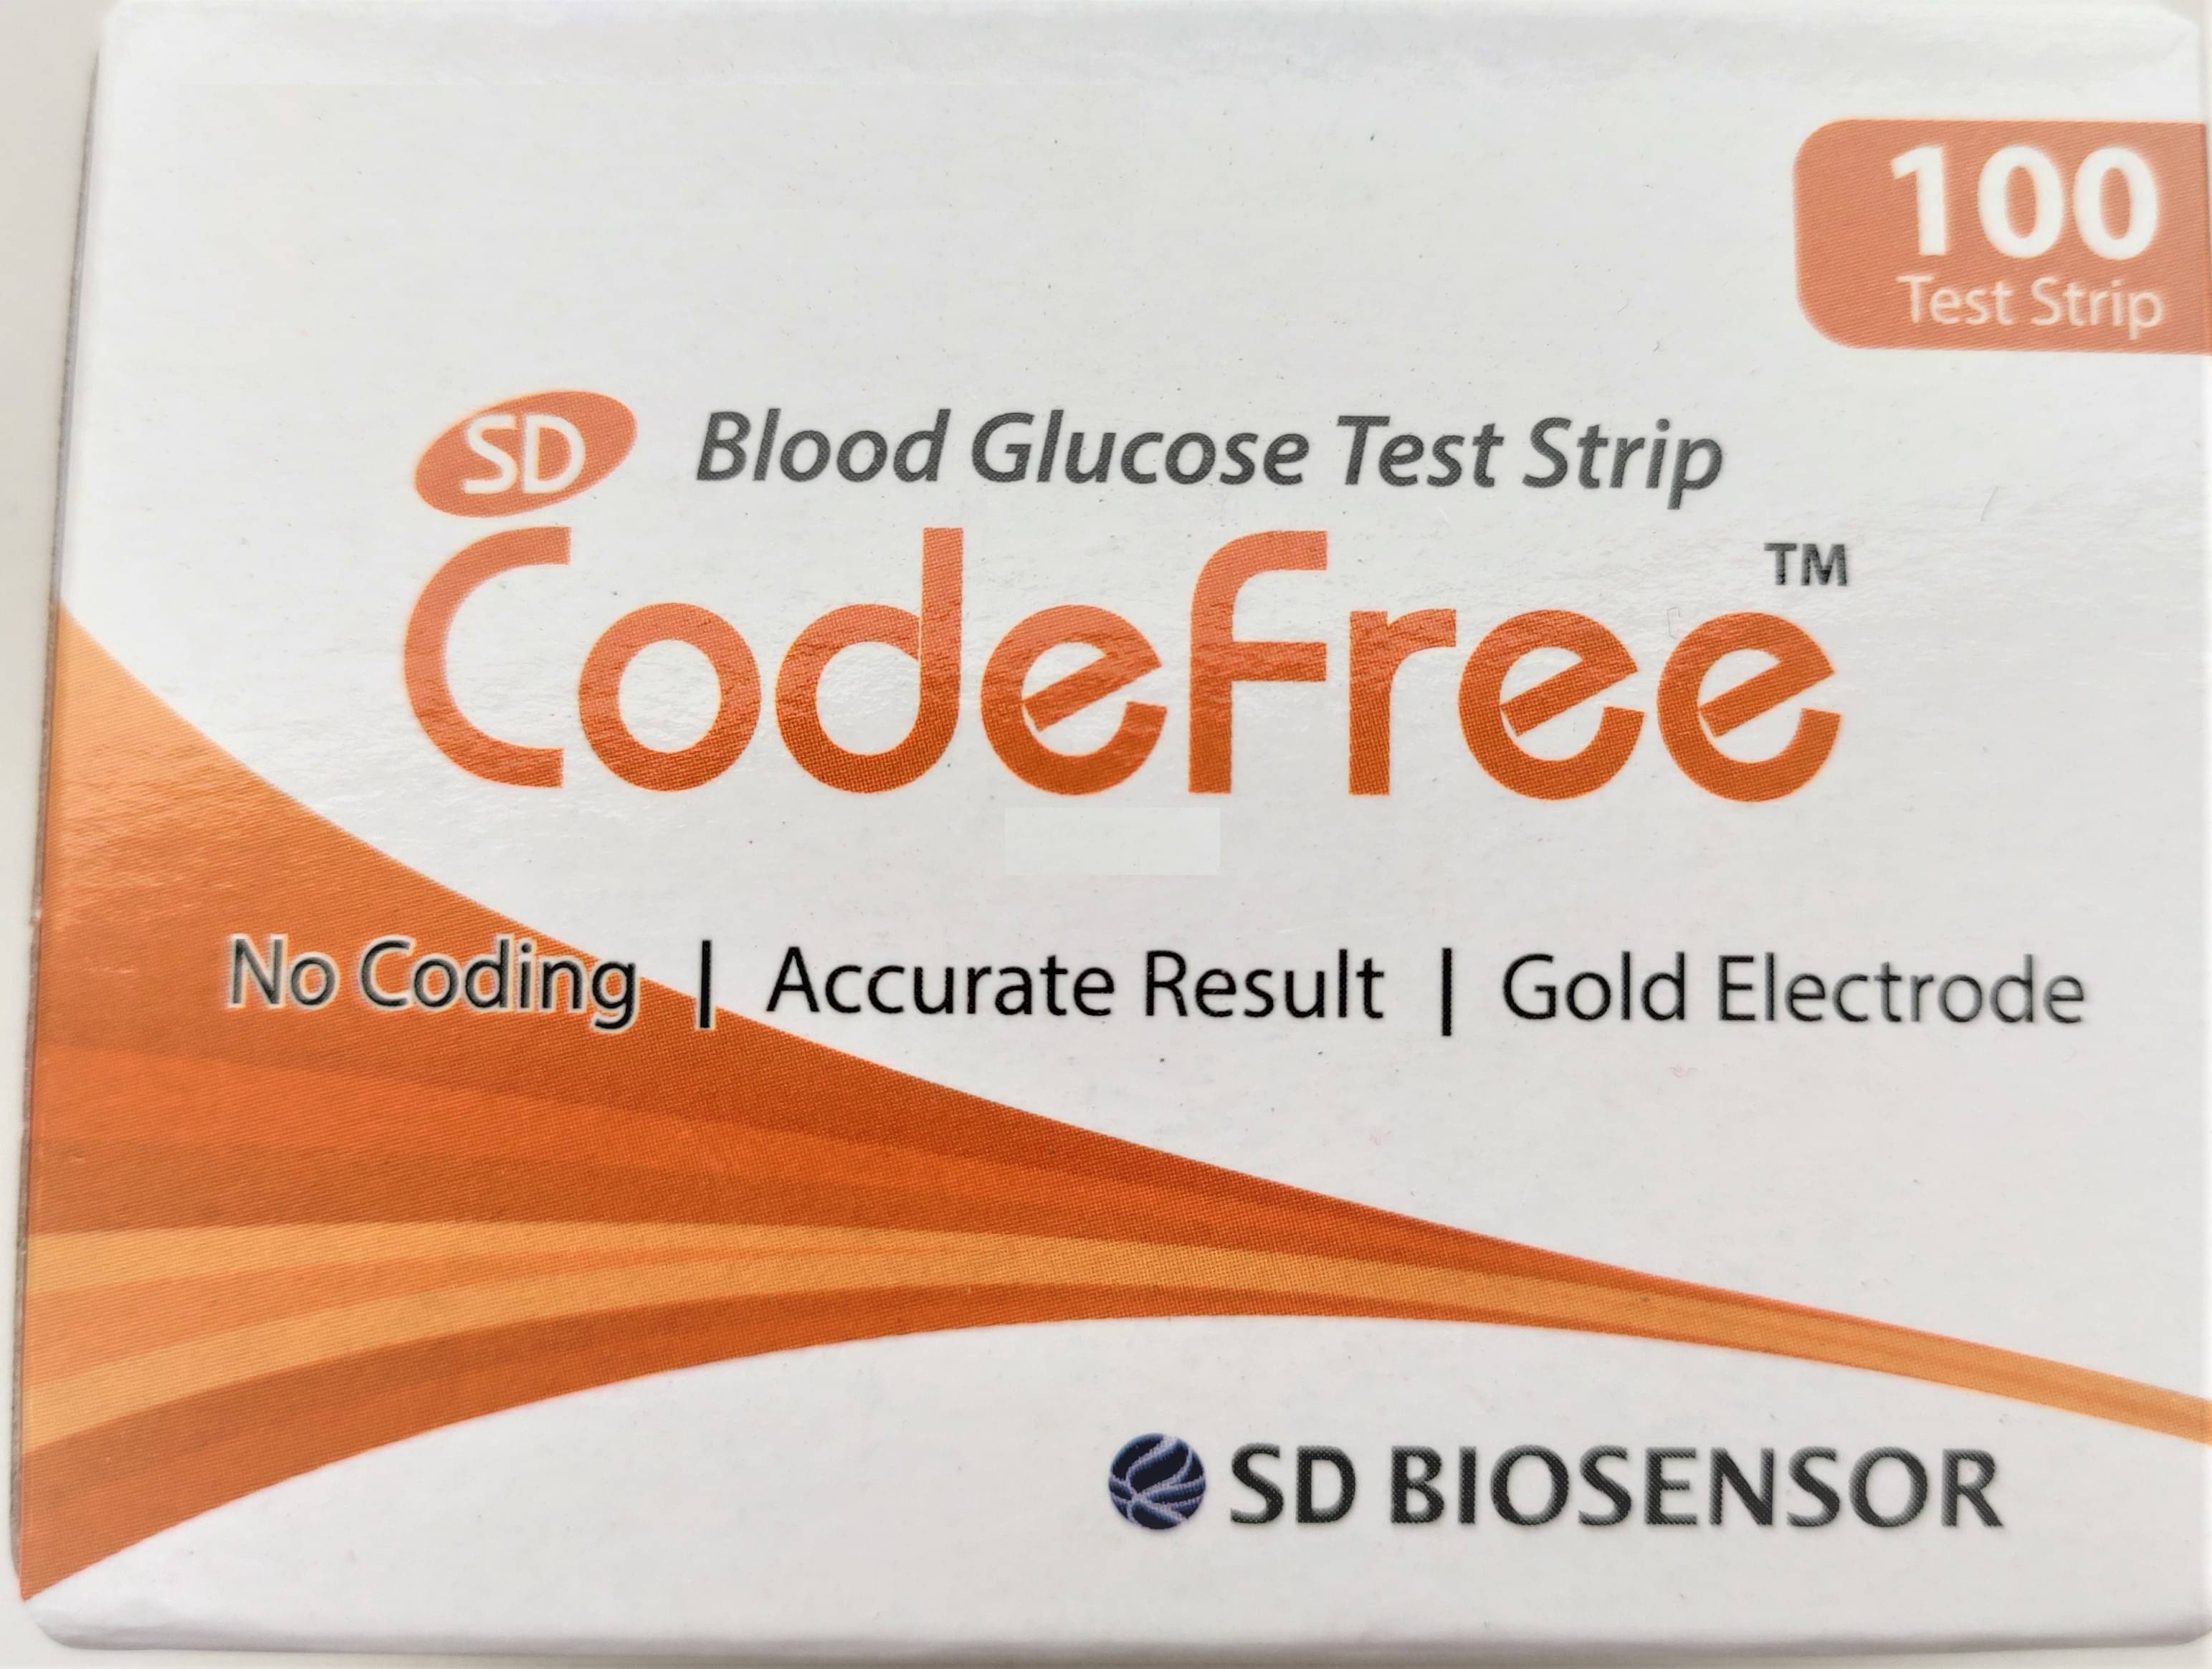 100
Test Strip
SD Blood Glucose Test Strip
CodeFree™
No Coding | Accurate Result | Gold Electrode
SD BIOSENSOR